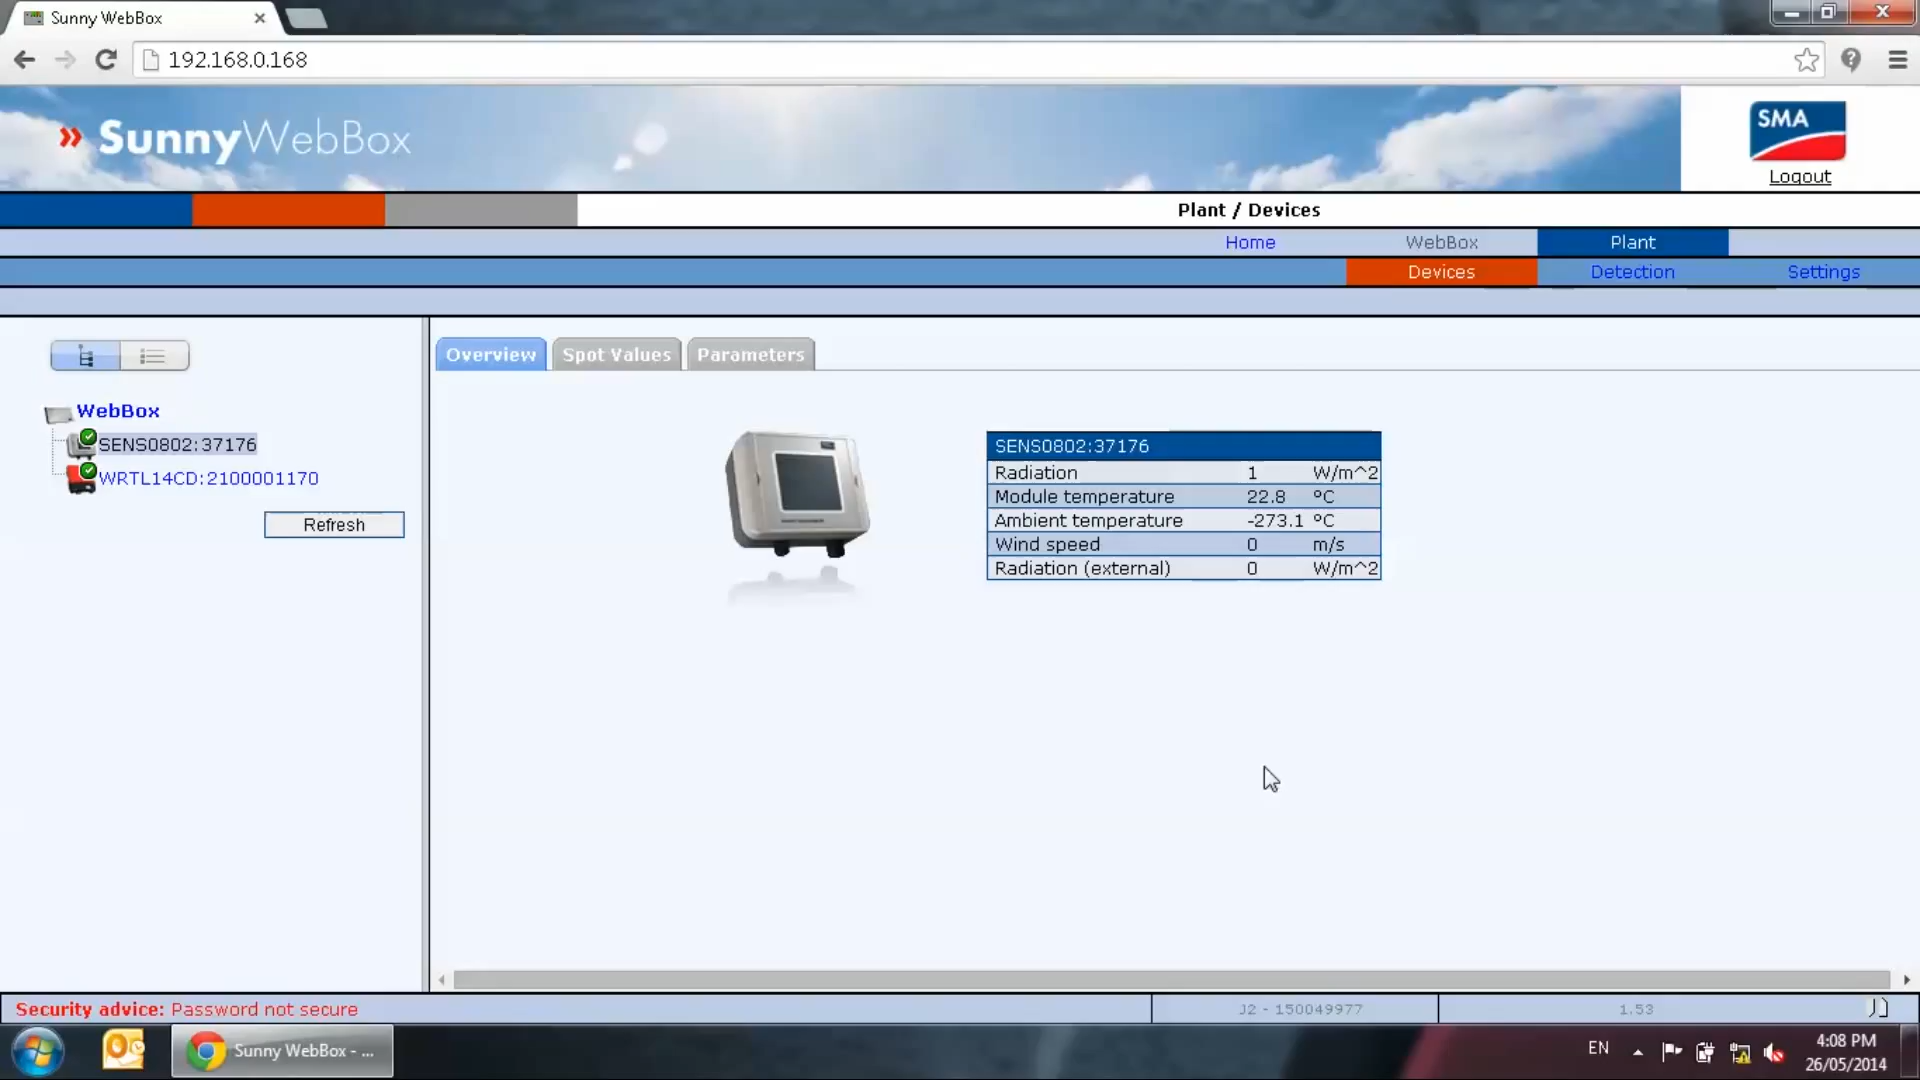 Sunny WebBox
192.168.0.168
SunnyWebBox
SMA
Logout
Plant / Devices
Home WebBox Plant
Devices Detection Settings
Overview Spot Values Parameters
WebBox
SENS0802:37176
WRTL14CD:2100001170
Refresh
SENS0802:37176
Radiation 1 W/m^2
Module temperature 22.8 °C
Ambient temperature -273.1 °C
Wind speed 0 m/s
Radiation (external) 0 W/m^2
Security advice: Password not secure
J2 - 150049977
1.53
Sunny WebBox - ...
EN
4:08 PM
26/05/2014